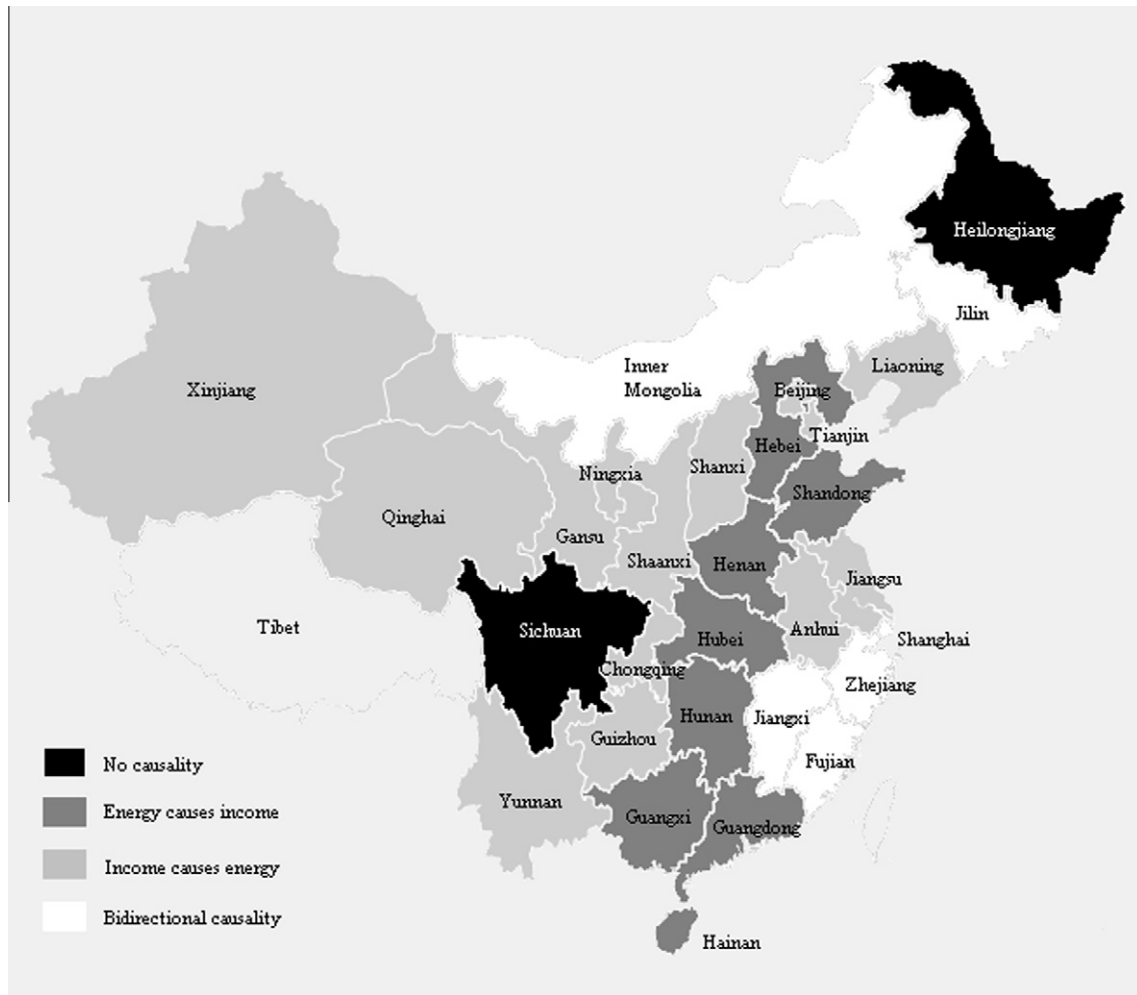 Heilongjiang
Jilin
Liaoning
Inner
Mongolia
Xinjiang
Beijing
Tianjin
Hebei
Shanxi
Ningxia
Shandong
Qinghai
Gansu
Shaanxi
Henan
Jiangsu
Tibet
Sichuan
Hubei
Anhui
Shanghai
Chongqing
Zhejiang
Hunan
Jiangxi
Guizhou
Fujian
Yunnan
Guangxi
Guangdong
Hainan
No causality
Energy causes income
Income causes energy
Bidirectional causality